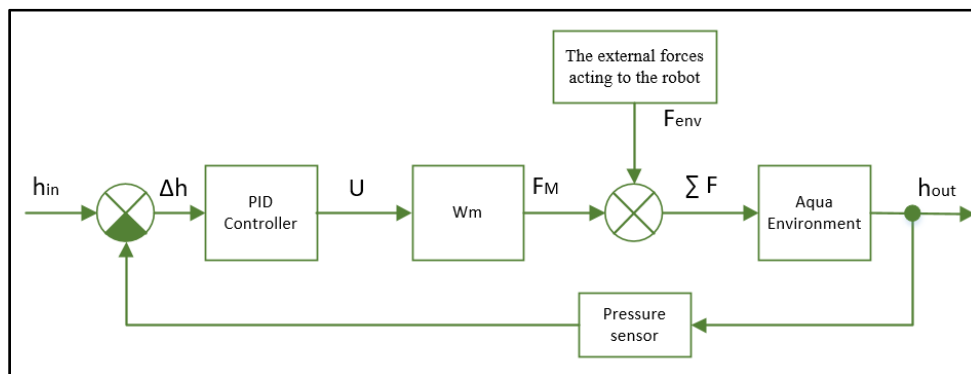 The external forces
acting to the robot
Fenv
hin
Δh
PID
Controller
U
Wm
FM
∑ F
Aqua
Environment
hout
Pressure
sensor